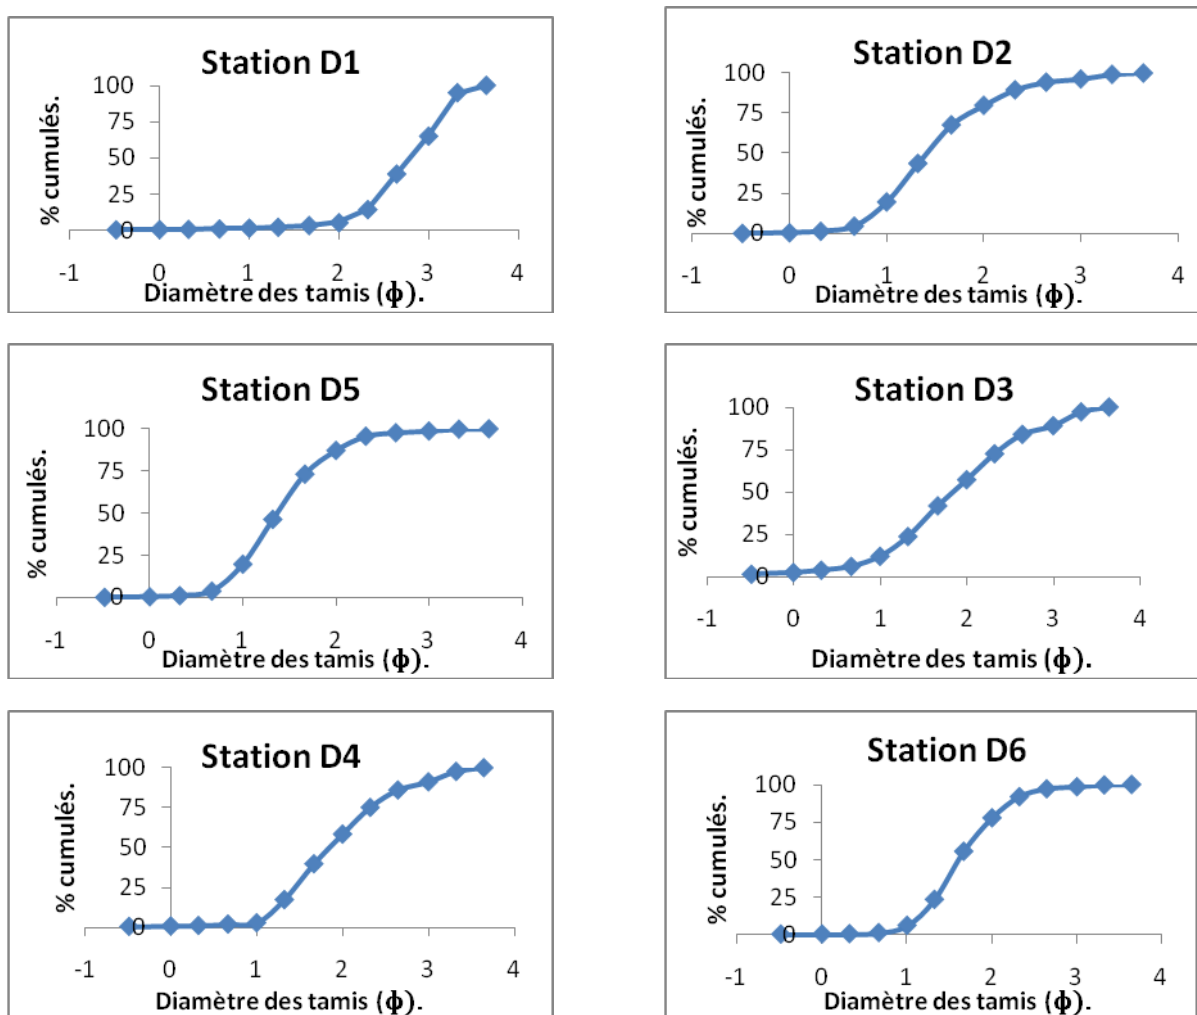 Station D1
% cumulés.
100
75
50
25
0
-1 0 1 2 3 4
Diamètre des tamis (ϕ).
Station D2
% cumulés.
100
75
50
25
0
-1 0 1 2 3 4
Diamètre des tamis (ϕ).
Station D5
% cumulés.
100
75
50
25
0
-1 0 1 2 3 4
Diamètre des tamis (ϕ).
Station D3
% cumulés.
100
75
50
25
0
-1 0 1 2 3 4
Diamètre des tamis (ϕ).
Station D4
% cumulés.
100
75
50
25
0
-1 0 1 2 3 4
Diamètre des tamis (ϕ).
Station D6
% cumulés.
100
75
50
25
0
-1 0 1 2 3 4
Diamètre des tamis (ϕ).